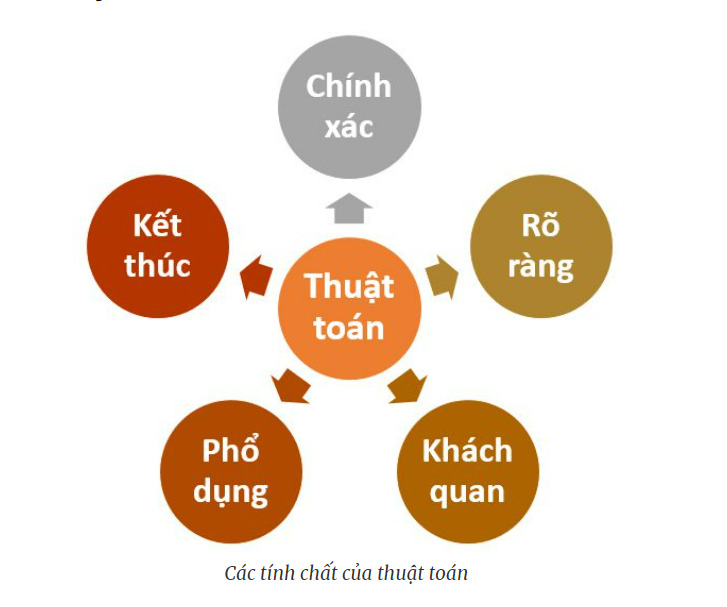 Chính
xác
Rõ
ràng
Khách
quan
Phổ
dụng
Kết
thúc
Thuật
toán
Các tính chất của thuật toán